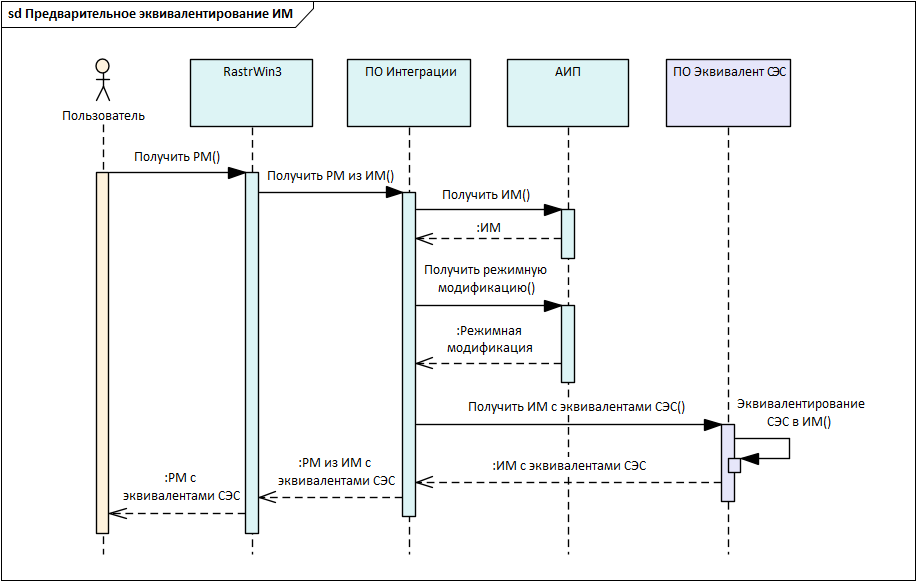 sd Предварительное эквивалентирование ИМ
Пользователь
RastrWin3
ПО Интеграции
АИП
ПО Эквивалент СЭС
Получить РМ()
Получить РМ из ИМ()
Получить ИМ()
:ИМ
Получить режимную
модификацию()
:Режимная
модификация
Получить ИМ с эквивалентами СЭС()
Эквивалентирование
СЭС в ИМ()
:ИМ с эквивалентами СЭС
:РМ из ИМ с
эквивалентами СЭС
:РМ с
эквивалентами СЭС